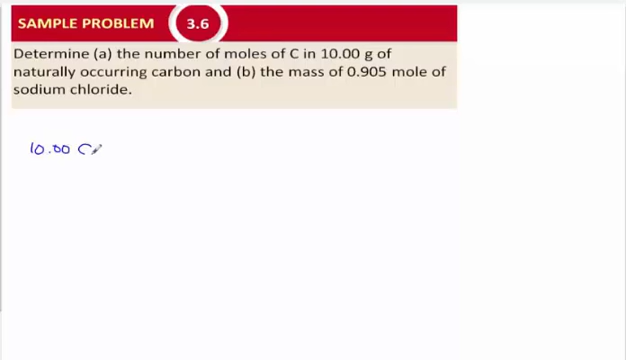 SAMPLE PROBLEM 3.6
Determine (a) the number of moles of C in 10.00 g of
naturally occurring carbon and (b) the mass of 0.905 mole of
sodium chloride.
10.00 C